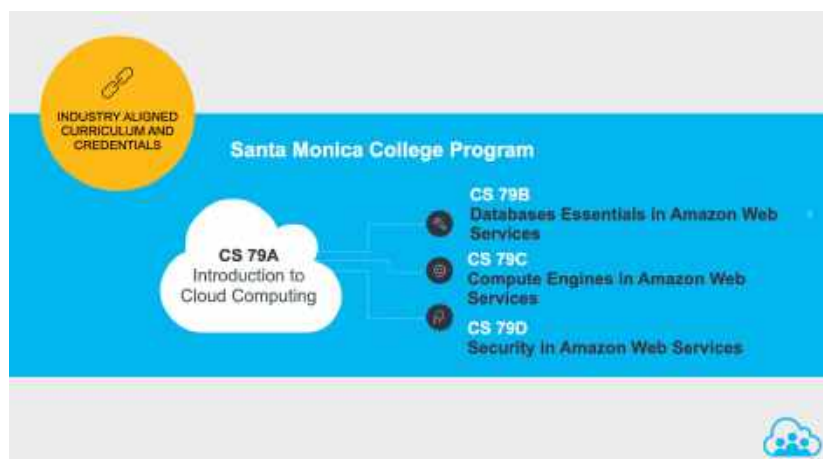 INDUSTRY ALIGNED
CURRICULUM AND
CREDENTIALS
Santa Monica College Program
CS 79A
Introduction to
Cloud Computing
CS 79B
Databases Essentials in Amazon Web
Services
CS 79C
Compute Engines in Amazon Web
Services
CS 79D
Security in Amazon Web Services